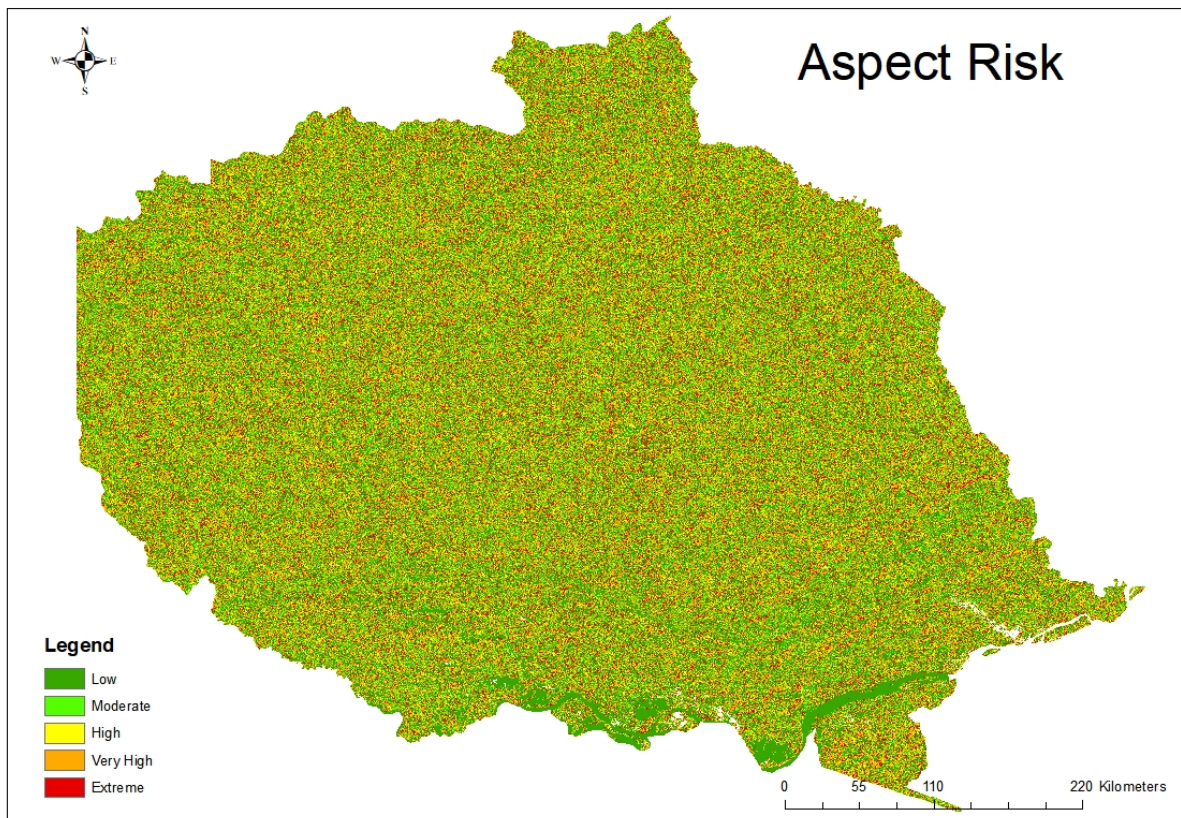 N
W E
S
Aspect Risk
Legend
Low
Moderate
High
Very High
Extreme
0 55 110 220 Kilometers